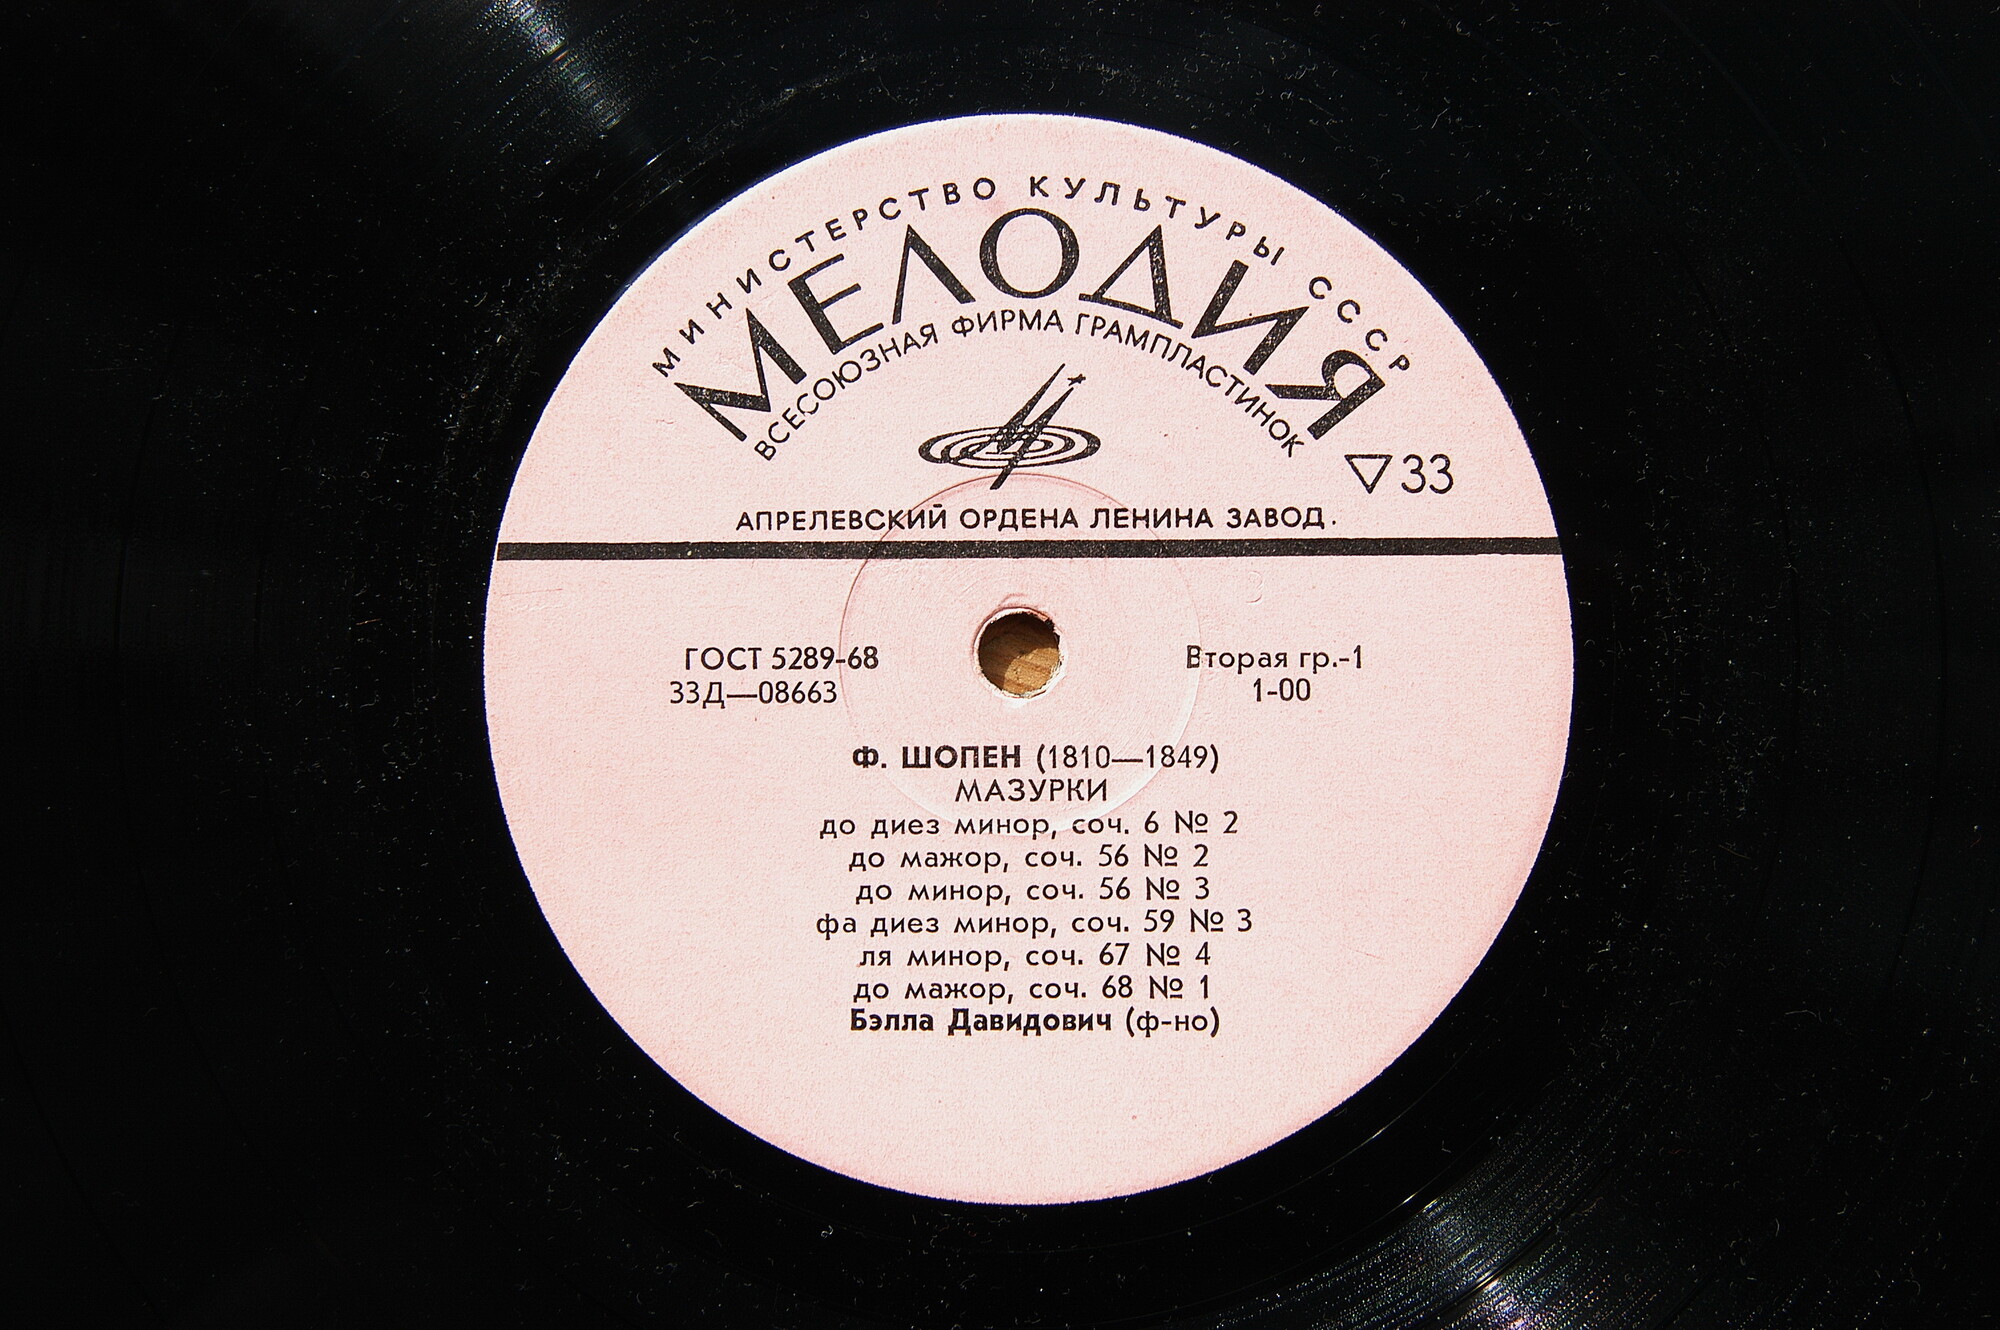 МИНИСТЕРСТВО КУЛЬТУРЫ СССР
МЕЛОДИЯ
ВСЕСОЮЗНАЯ ФИРМА ГРАМПЛАСТИНОК
▽33
АПРЕЛЕВСКИЙ ОРДЕНА ЛЕНИНА ЗАВОД.
ГОСТ 5289-68
33Д—08663
Вторая гр.-1
1-00
Ф. ШОПЕН (1810—1849)
МАЗУРКИ
до диез минор, соч. 6 № 2
до мажор, соч. 56 № 2
до минор, соч. 56 № 3
фа диез минор, соч. 59 № 3
ля минор, соч. 67 № 4
до мажор, соч. 68 № 1
Бэлла Давидович (ф-но)